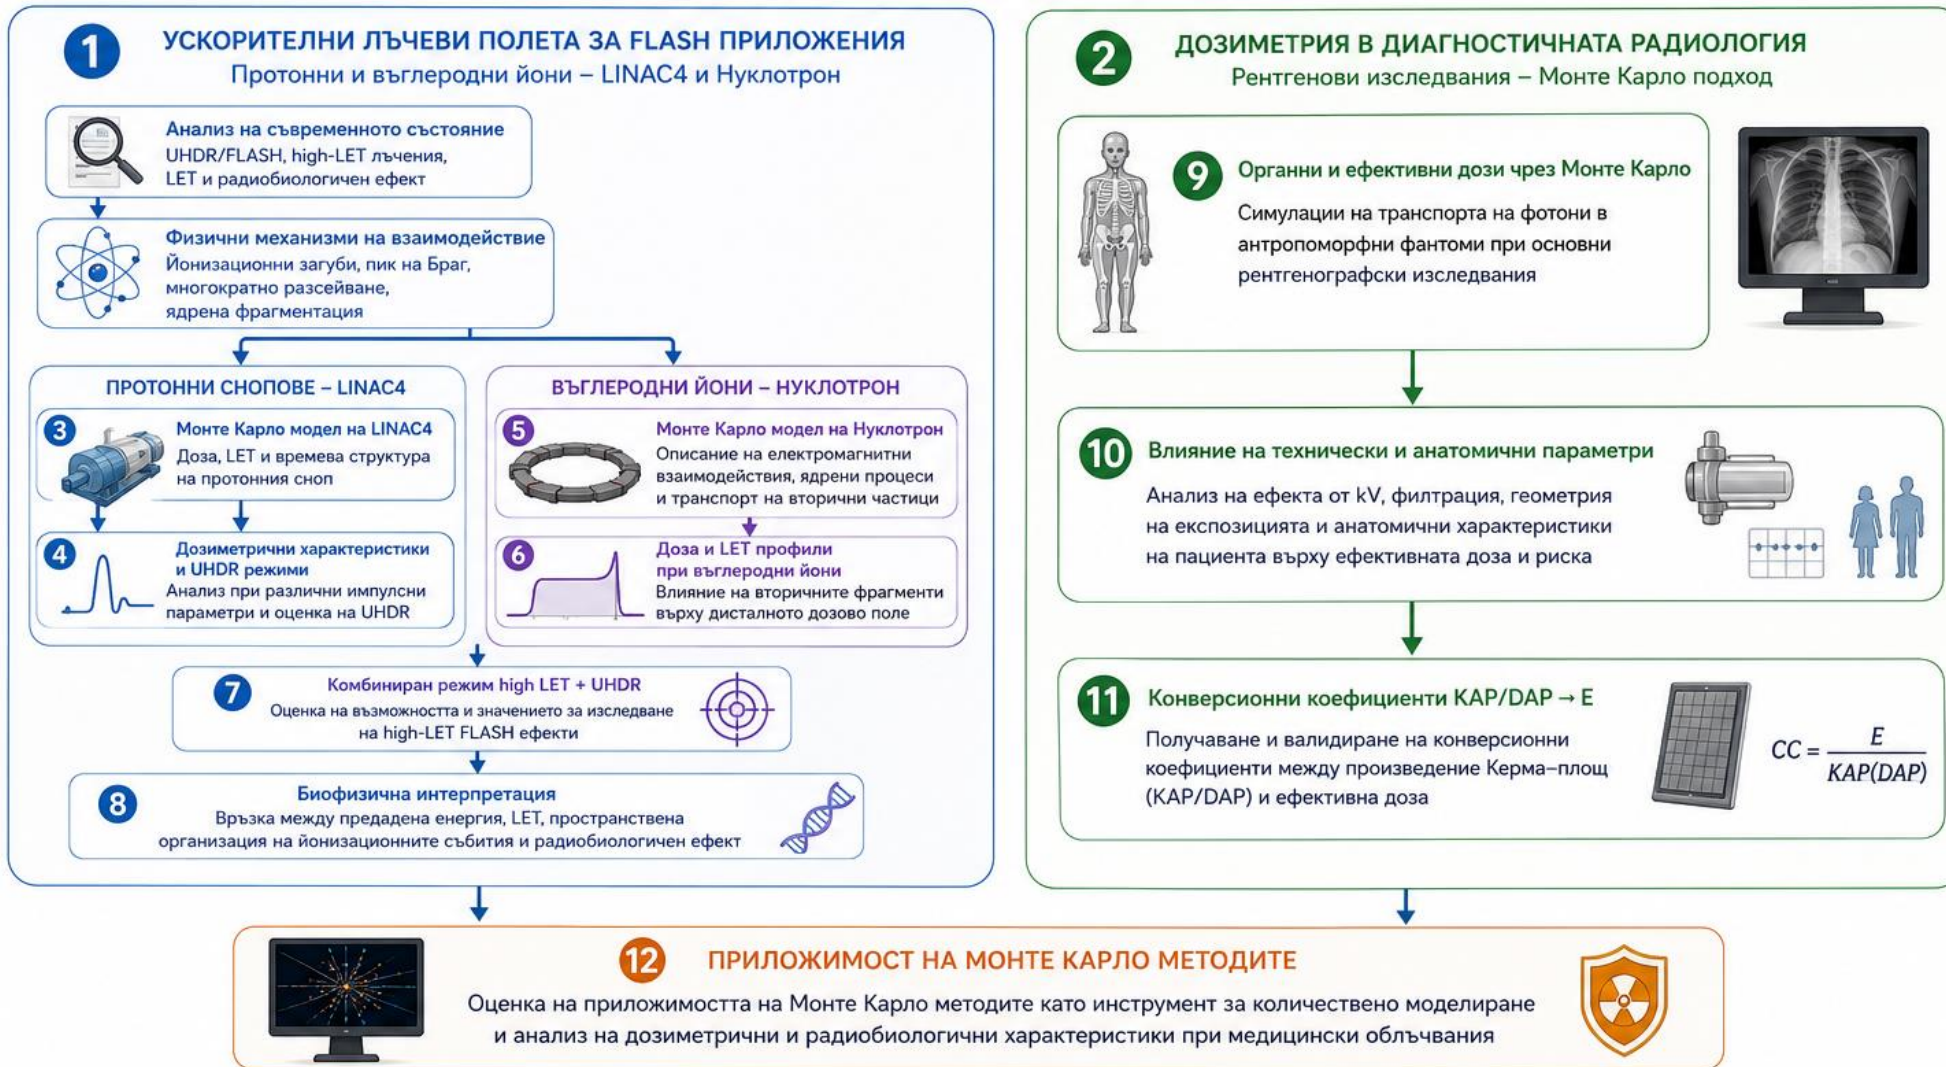 1
УСКОРИТЕЛНИ ЛЪЧЕВИ ПОЛЕТА ЗА FLASH ПРИЛОЖЕНИЯ
Протонни и въглеродни йони – LINAC4 и Нуклотрон
Анализ на съвременното състояние
UHDR/FLASH, high-LET лъчения,
LET и радиобиологичен ефект
Физични механизми на взаимодействие
Йонизационни загуби, пик на Браг,
многократно разсейване,
ядрена фрагментация
ПРОТОННИ СНОПОВЕ – LINAC4
3
Монте Карло модел на LINAC4
Доза, LET и времева структура
на протонния сноп
4
Дозиметрични характеристики
и UHDR режими
Анализ при различни импулсни
параметри и оценка на UHDR
ВЪГЛЕРОДНИ ЙОНИ – НУКЛОТРОН
5
Монте Карло модел на Нуклотрон
Описание на електромагнитни
взаимодействия, ядрени процеси
и транспорт на вторични частици
6
Доза и LET профили
при въглеродни йони
Влияние на вторичните фрагменти
върху дисталното дозово поле
7
Комбиниран режим high LET + UHDR
Оценка на възможността и значението за изследване
на high-LET FLASH ефекти
8
Биофизична интерпретация
Връзка между предадена енергия, LET, пространствена
организация на йонизационните събития и радиобиологичен ефект
2
ДОЗИМЕТРИЯ В ДИАГНОСТИЧНАТА РАДИОЛОГИЯ
Рентгенови изследвания – Монте Карло подход
9
Органни и ефективни дози чрез Монте Карло
Симулации на транспорта на фотони в
антропоморфни фантоми при основни
рентгенографски изследвания
10
Влияние на технически и анатомични параметри
Анализ на ефекта от kV, филтрация, геометрия
на експозицията и анатомични характеристики
на пациента върху ефективната доза и риска
11
Конверсионни коефициенти KAP/DAP → E
Получаване и валидиране на конверсионни
коефициенти между произведение Керма–площ
(KAP/DAP) и ефективна доза
CC = E / KAP(DAP)
12
ПРИЛОЖИМОСТ НА МОНТЕ КАРЛО МЕТОДИТЕ
Оценка на приложимостта на Монте Карло методите като инструмент за количествено моделиране
и анализ на дозиметрични и радиобиологични характеристики при медицински облъчвания